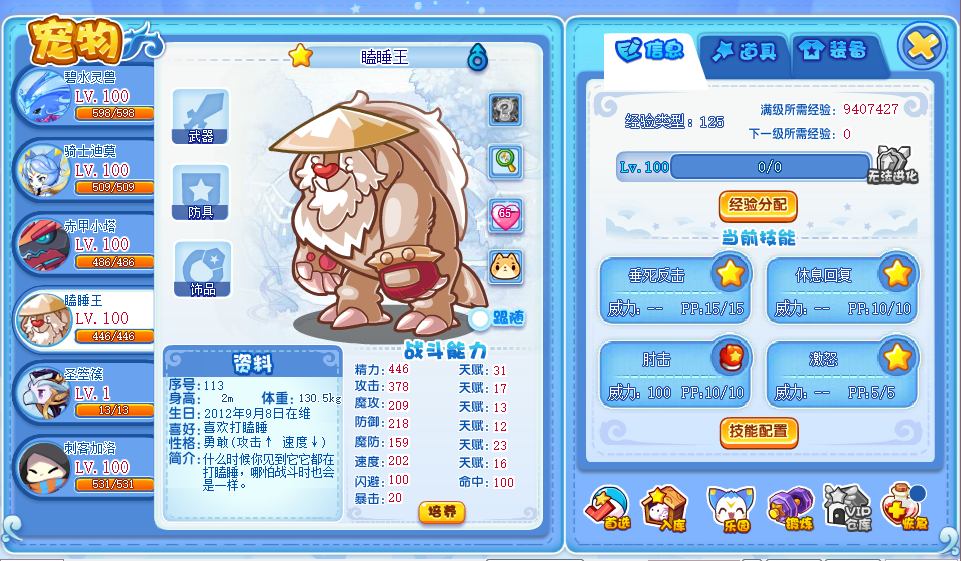 宠物
碧水灵兽
LV. 100
598/598
骑士迪莫
LV. 100
509/509
赤甲小塔
LV. 100
486/486
瞌睡王
LV. 100
446/446
圣箜篌
LV. 1
13/13
刺客加洛
LV. 100
531/531
瞌睡王
武器
防具
饰品
65
跟随
资料
序号: 113
身高: 2m 体重: 130.5kg
生日: 2012年9月8日在维
喜好: 喜欢打瞌睡
性格: 勇敢(攻击↑ 速度↓)
简介: 什么时候你见到它它都在
打瞌睡，哪怕战斗时也会
是一样。
战斗能力
精力: 446 天赋: 31
攻击: 378 天赋: 17
魔攻: 209 天赋: 13
防御: 218 天赋: 12
魔防: 159 天赋: 23
速度: 202 天赋: 16
闪避: 100 命中: 100
暴击: 20
培养
信息
道具
装备
经验类型: 125
满级所需经验: 9407427
下一级所需经验: 0
Lv.100 0/0
无法进化
经验分配
当前技能
垂死反击
威力: -- PP:15/15
休息回复
威力: -- PP:10/10
肘击
威力: 100 PP:10/10
激怒
威力: -- PP:5/5
技能配置
首选
入库
乐园
锻炼
VIP
仓库
恢复